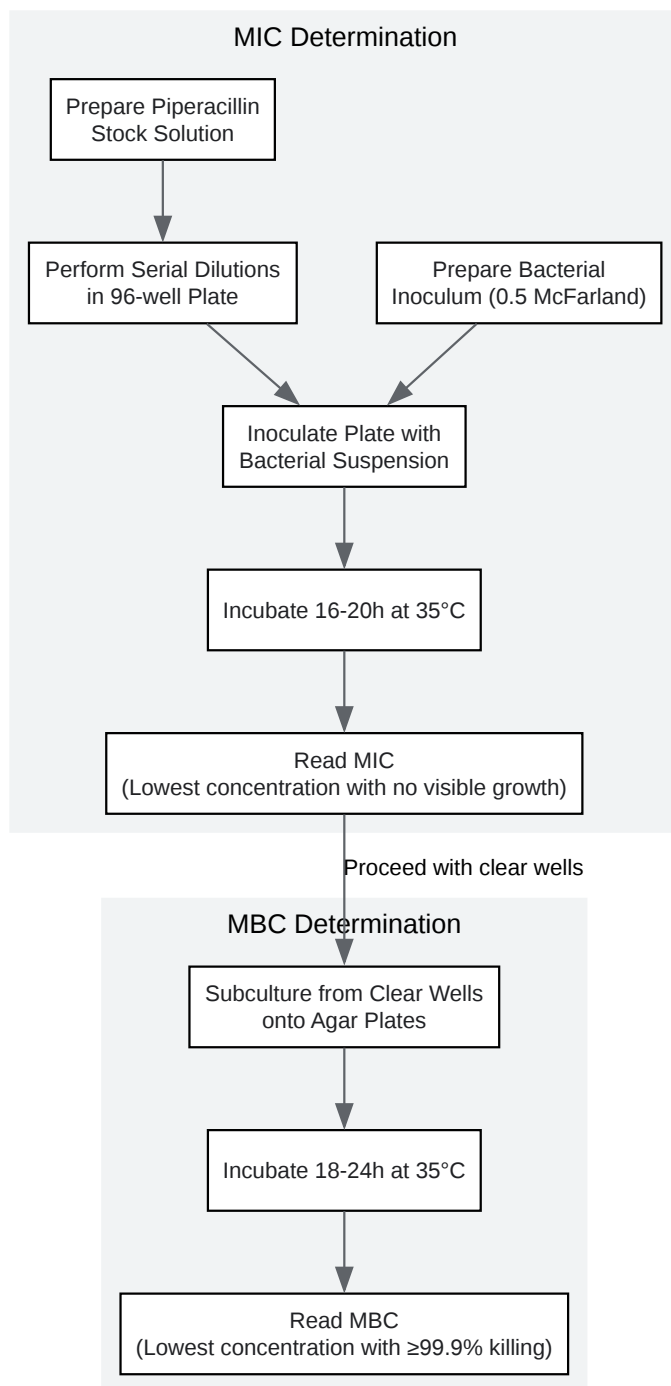 MIC Determination
Prepare Piperacillin
Stock Solution
Perform Serial Dilutions
in 96-well Plate
Prepare Bacterial
Inoculum (0.5 McFarland)
Inoculate Plate with
Bacterial Suspension
Incubate 16-20h at 35°C
Read MIC
(Lowest concentration with no visible growth)
Proceed with clear wells
MBC Determination
Subculture from Clear Wells
onto Agar Plates
Incubate 18-24h at 35°C
Read MBC
(Lowest concentration with ≥99.9% killing)